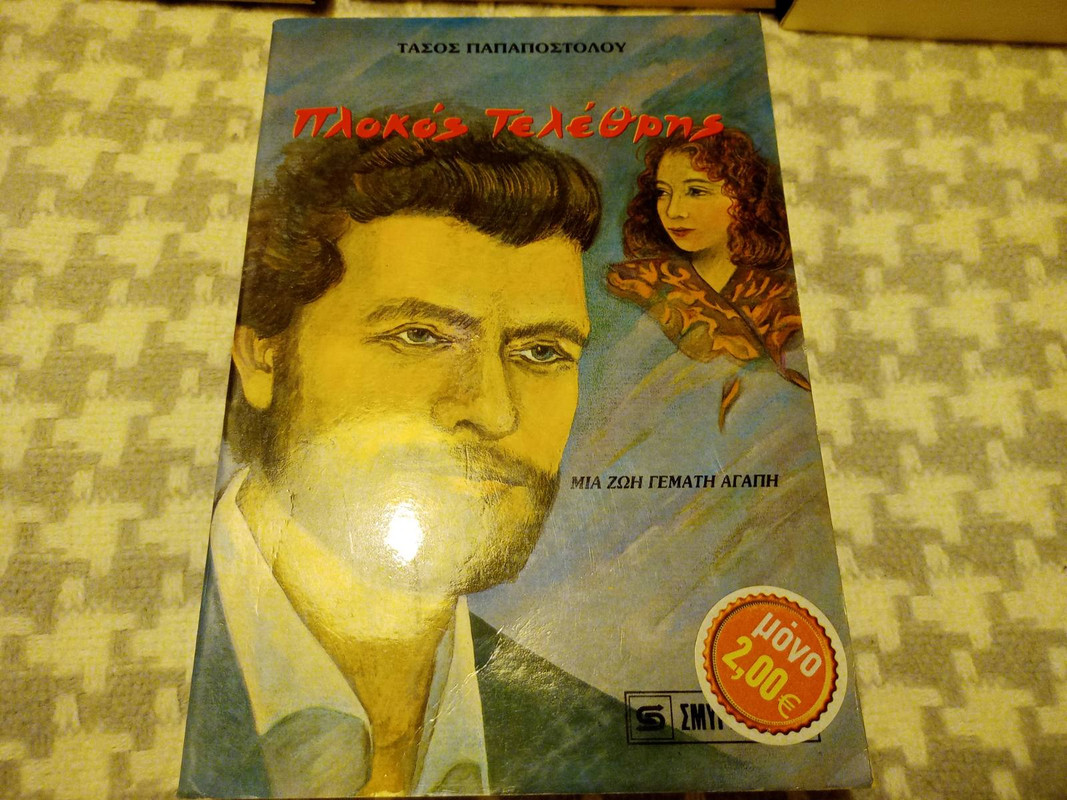 ΤΑΣΟΣ ΠΑΠΑΠΟΣΤΟΛΟΥ
Πλοκός Τελέθρης
ΜΙΑ ΖΩΗ ΓΕΜΑΤΗ ΑΓΑΠΗ
μόνο
2,00€